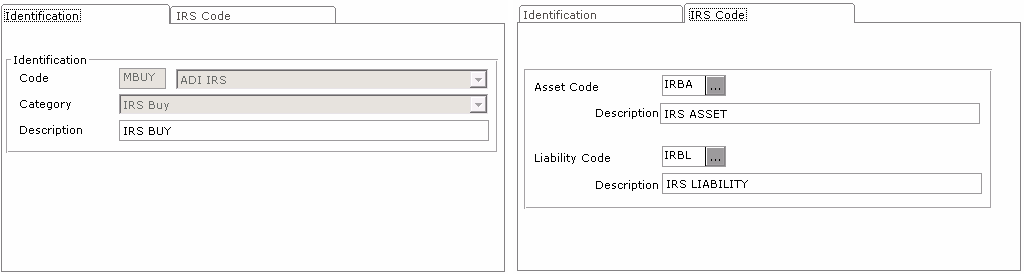 Identification
IRS Code
Identification
Code
MBUY
ADI IRS
Category
IRS Buy
Description
IRS BUY
Identification
IRS Code
Asset Code
IRBA
...
Description
IRS ASSET
Liability Code
IRBL
...
Description
IRS LIABILITY